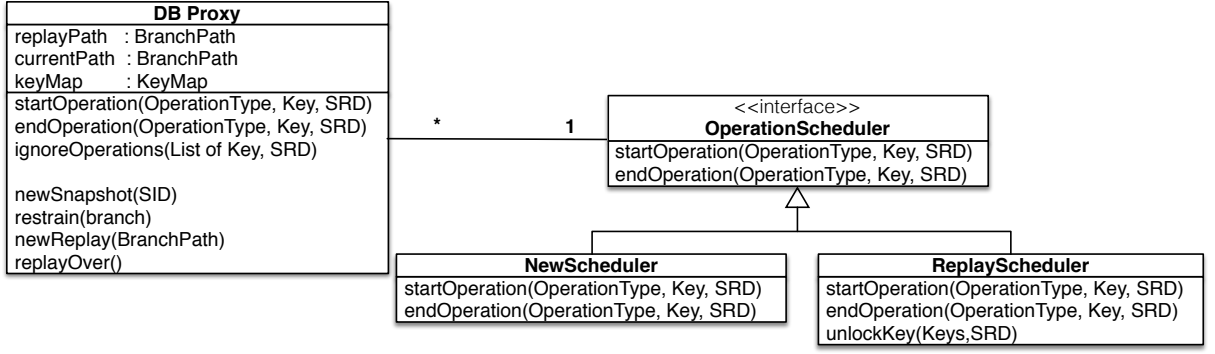 DB Proxy
replayPath : BranchPath
currentPath : BranchPath
keyMap : KeyMap
startOperation(OperationType, Key, SRD)
endOperation(OperationType, Key, SRD)
ignoreOperations(List of Key, SRD)
newSnapshot(SID)
restrain(branch)
newReplay(BranchPath)
replayOver()
* 1
<<interface>>
OperationScheduler
startOperation(OperationType, Key, SRD)
endOperation(OperationType, Key, SRD)
NewScheduler
startOperation(OperationType, Key, SRD)
endOperation(OperationType, Key, SRD)
ReplayScheduler
startOperation(OperationType, Key, SRD)
endOperation(OperationType, Key, SRD)
unlockKey(Keys,SRD)